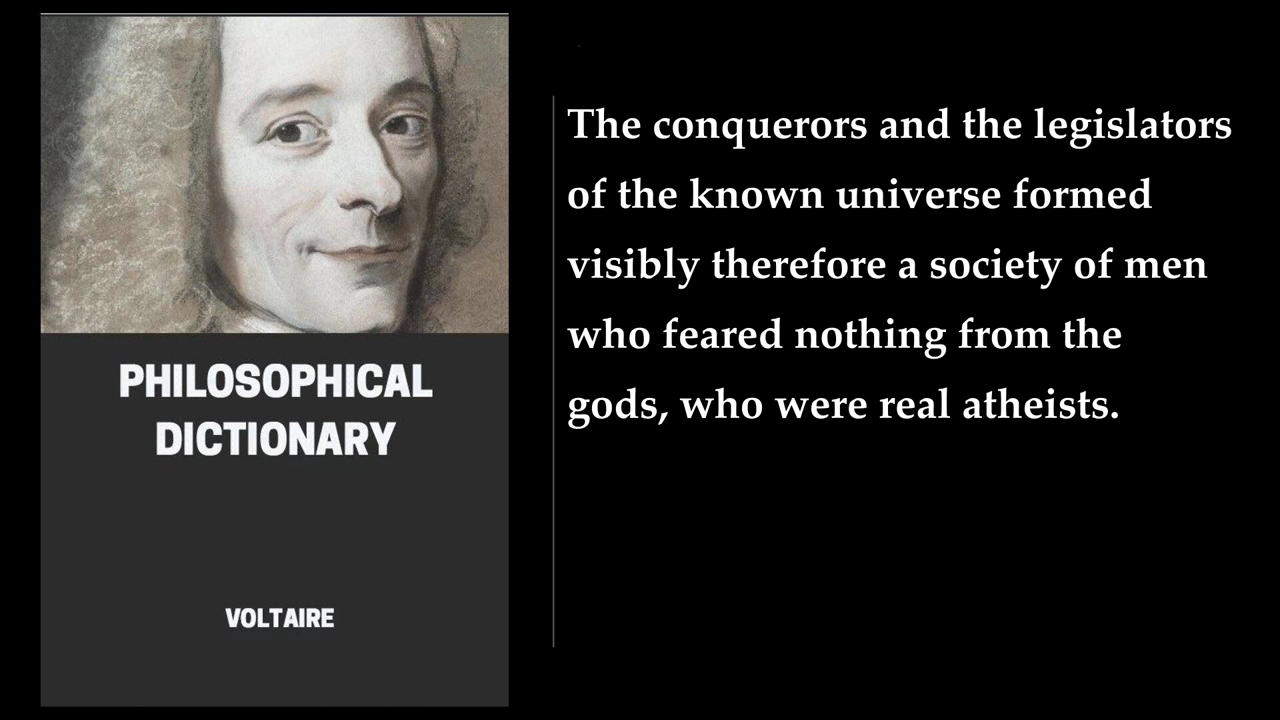 PHILOSOPHICAL
DICTIONARY
VOLTAIRE
The conquerors and the legislators
of the known universe formed
visibly therefore a society of men
who feared nothing from the
gods, who were real atheists.